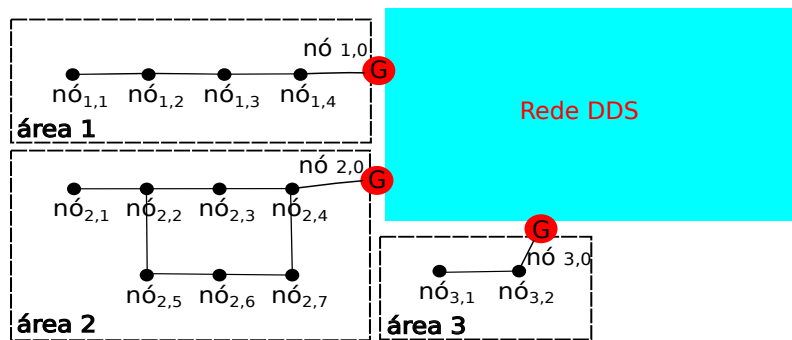 nó 1,0
G
nó1,1 nó1,2 nó1,3 nó1,4
área 1
Rede DDS
nó 2,0
G
nó2,1 nó2,2 nó2,3 nó2,4
nó2,5 nó2,6 nó2,7
área 2
G
nó 3,0
nó3,1 nó3,2
área 3